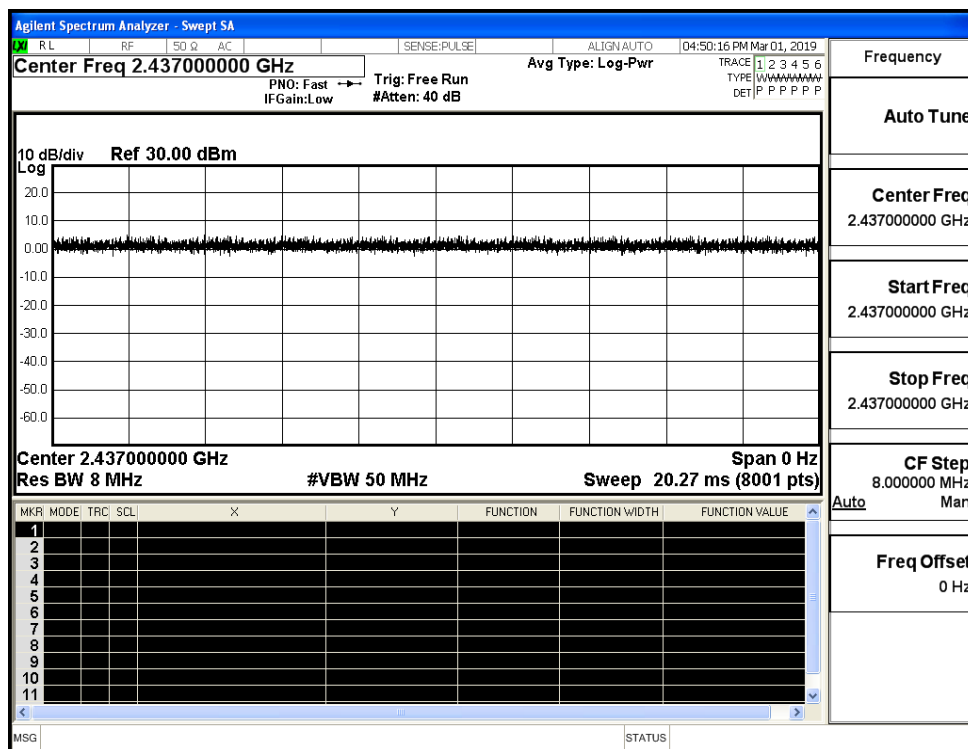 Agilent Spectrum Analyzer - Swept SA
LXI RL RF 50 Ω AC SENSE:PULSE ALIGN AUTO 04:50:16 PM Mar 01, 2019
Center Freq 2.437000000 GHz
PNO: Fast
IFGain:Low
Trig: Free Run
#Atten: 40 dB
Avg Type: Log-Pwr
TRACE 1 2 3 4 5 6
TYPE WWWWWW
DET P P P P P P
10 dB/div Ref 30.00 dBm
Log
20.0
10.0
0.00
-10.0
-20.0
-30.0
-40.0
-50.0
-60.0
Center 2.437000000 GHz Span 0 Hz
Res BW 8 MHz #VBW 50 MHz Sweep 20.27 ms (8001 pts)
MKR MODE TRC SCL X Y FUNCTION FUNCTION WIDTH FUNCTION VALUE
1
2
3
4
5
6
7
8
9
10
11
MSG STATUS
Frequency
Auto Tune
Center Freq
2.437000000 GHz
Start Freq
2.437000000 GHz
Stop Freq
2.437000000 GHz
CF Step
8.000000 MHz
Auto Man
Freq Offset
0 Hz